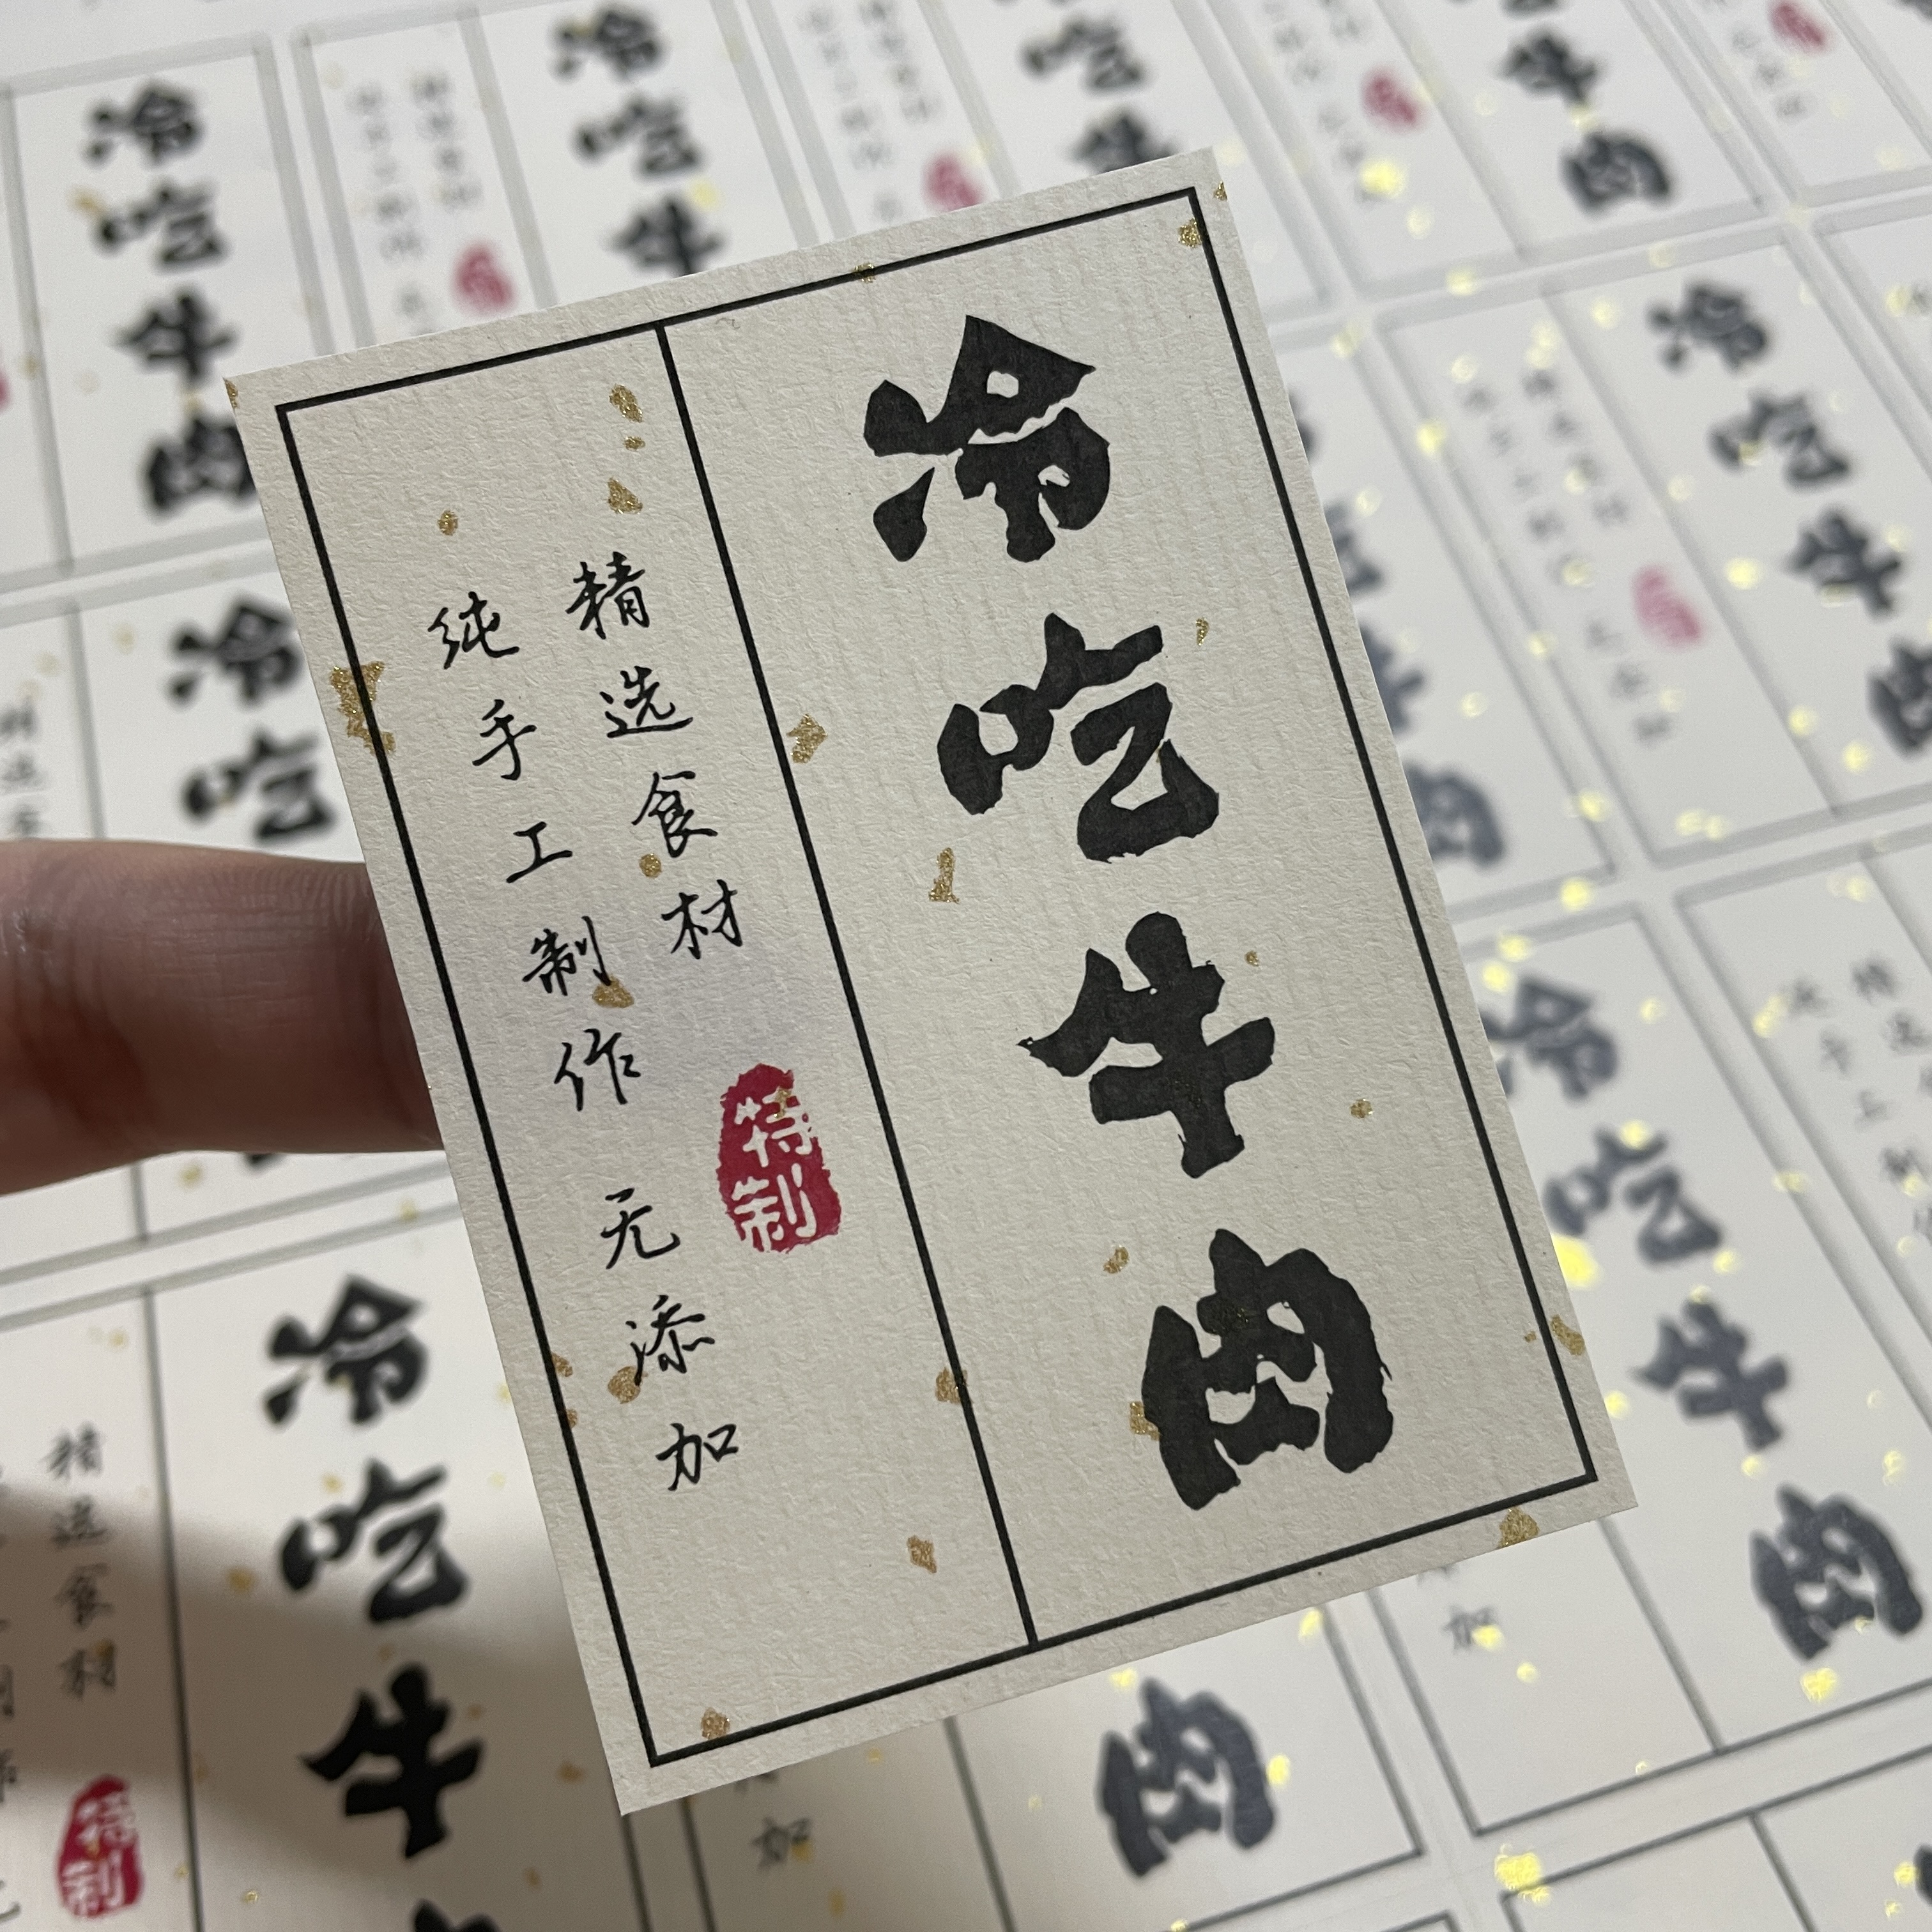 冷吃牛肉
精选食材
特制
纯手工制作 无添加